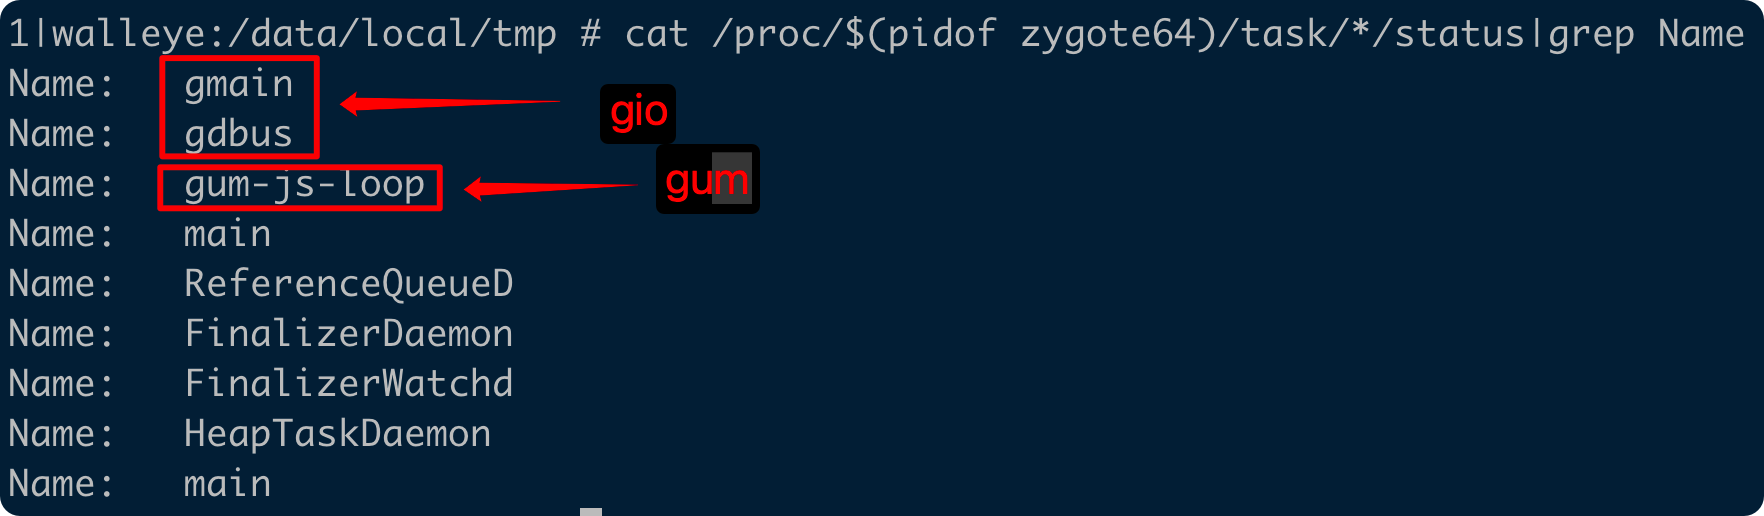 1|walleye:/data/local/tmp # cat /proc/$(pidof zygote64)/task/*/status|grep Name
Name: gmain
gio
Name: gdbus
Name: gum-js-loop
gum
Name: main
Name: ReferenceQueueD
Name: FinalizerDaemon
Name: FinalizerWatchd
Name: HeapTaskDaemon
Name: main